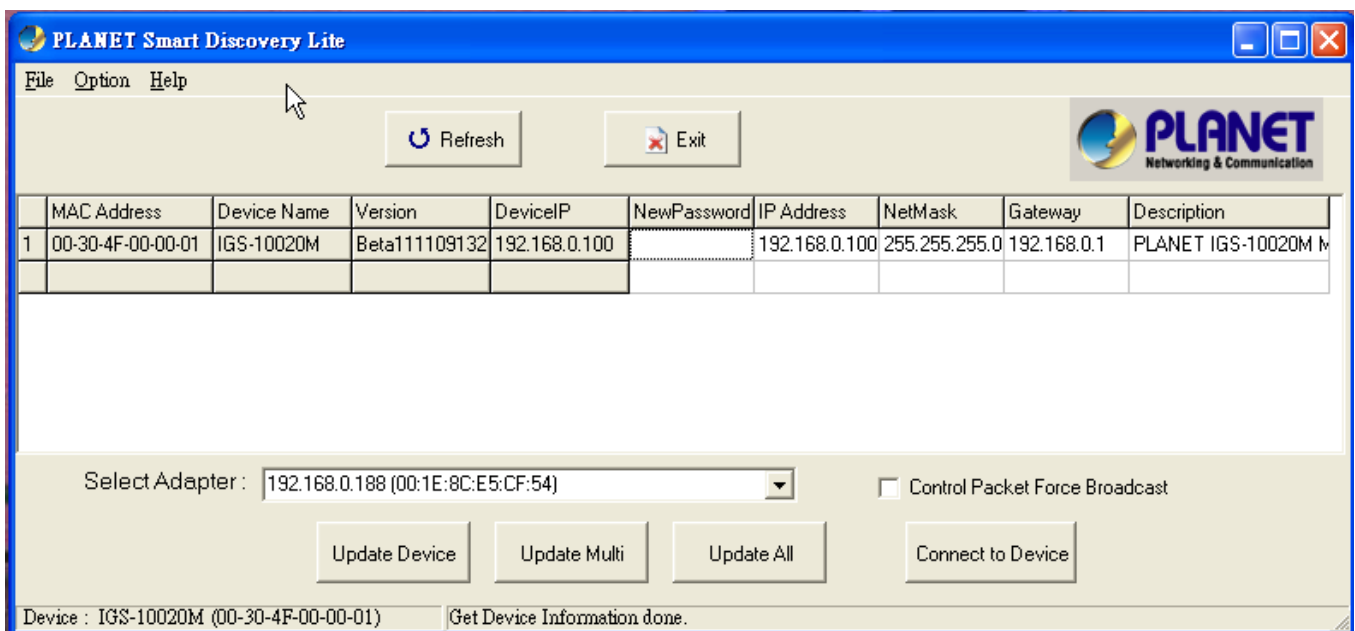 PLANET Smart Discovery Lite
File Option Help
Refresh Exit
PLANET
Networking & Communication
MAC Address Device Name Version DeviceIP NewPassword IP Address NetMask Gateway Description
1 00-30-4F-00-00-01 IGS-10020M Beta111109132 192.168.0.100 192.168.0.100 255.255.255.0 192.168.0.1 PLANET IGS-10020M M
Select Adapter : 192.168.0.188 (00:1E:8C:E5:CF:54) Control Packet Force Broadcast
Update Device Update Multi Update All Connect to Device
Device : IGS-10020M (00-30-4F-00-00-01) Get Device Information done.